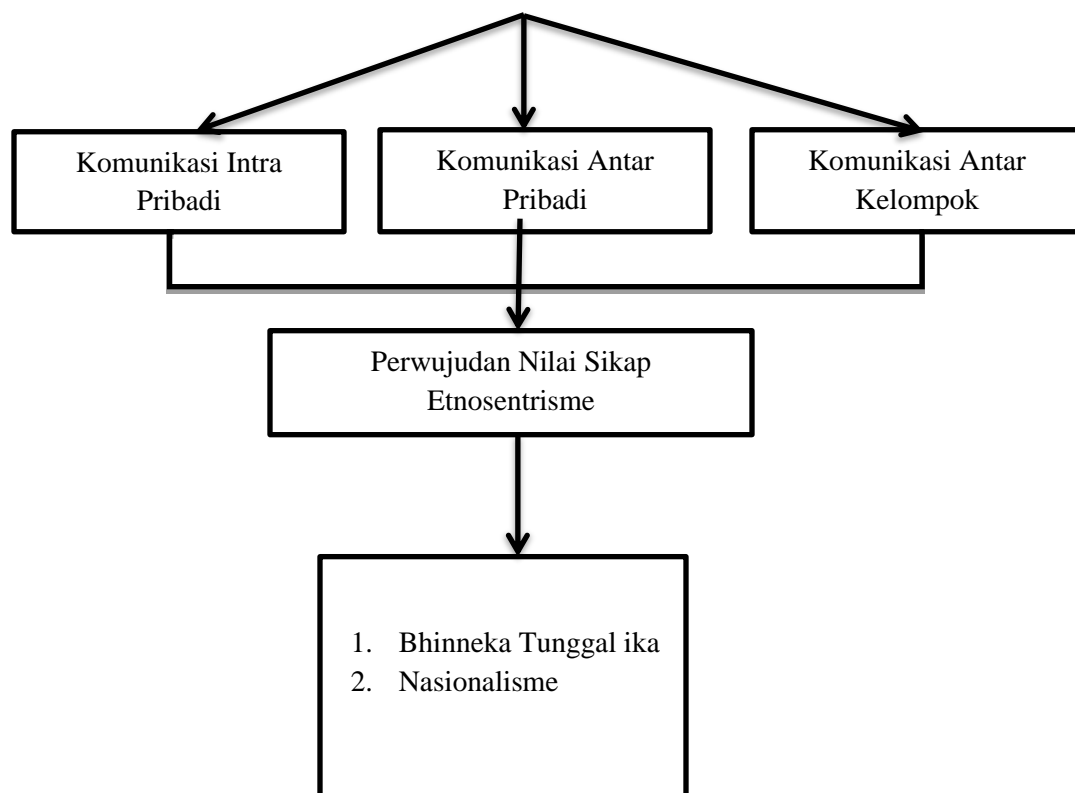 Komunikasi Intra
Pribadi
Komunikasi Antar
Pribadi
Komunikasi Antar
Kelompok
Perwujudan Nilai Sikap
Etnosentrisme
1. Bhinneka Tunggal ika
2. Nasionalisme